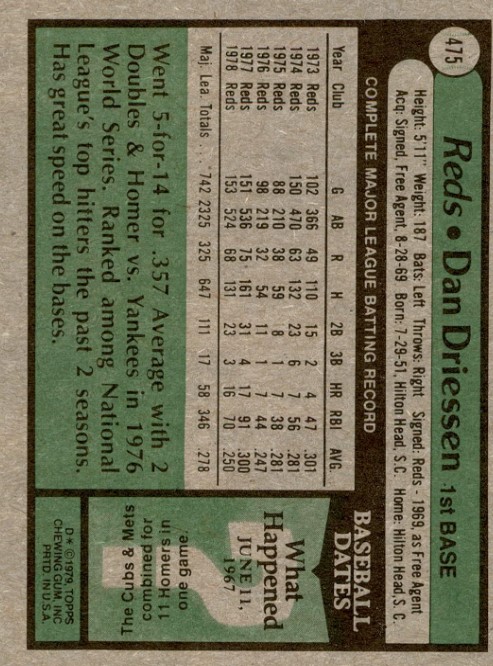 475
Reds • Dan Driessen 1st BASE
Height: 5'11" Weight: 187 Bats: Left Throws: Right Signed: Reds - 1969, as Free Agent
Acq: Signed, Free Agent, 8-28-69 Born: 7-29-51, Hilton Head, S.C. Home: Hilton Head, S. C.
COMPLETE MAJOR LEAGUE BATTING RECORD
Year Club G AB R H 2B 3B HR RBI AVG.
1973 Reds 102 366 49 110 15 2 4 47 .301
1974 Reds 150 470 63 132 23 6 7 56 .281
1975 Reds 88 210 38 59 8 1 7 38 .281
1976 Reds 98 219 32 54 11 1 7 44 .247
1977 Reds 151 536 75 161 31 4 17 91 .300
1978 Reds 153 524 68 131 23 3 16 70 .250
Maj. Lea. Totals . . . 742 2325 325 647 111 17 58 346 .278
Went 5-for-14 for .357 Average with 2
Doubles & Homer vs. Yankees in 1976
World Series. Ranked among National
League's top hitters the past 2 seasons.
Has great speed on the bases.
BASEBALL
DATES
What
Happened
JUNE 11,
1967
?
The Cubs & Mets
combined for
11 Homers in
one game.
D* ©1979, TOPPS
CHEWING GUM, INC
PRTD. IN U.S.A.